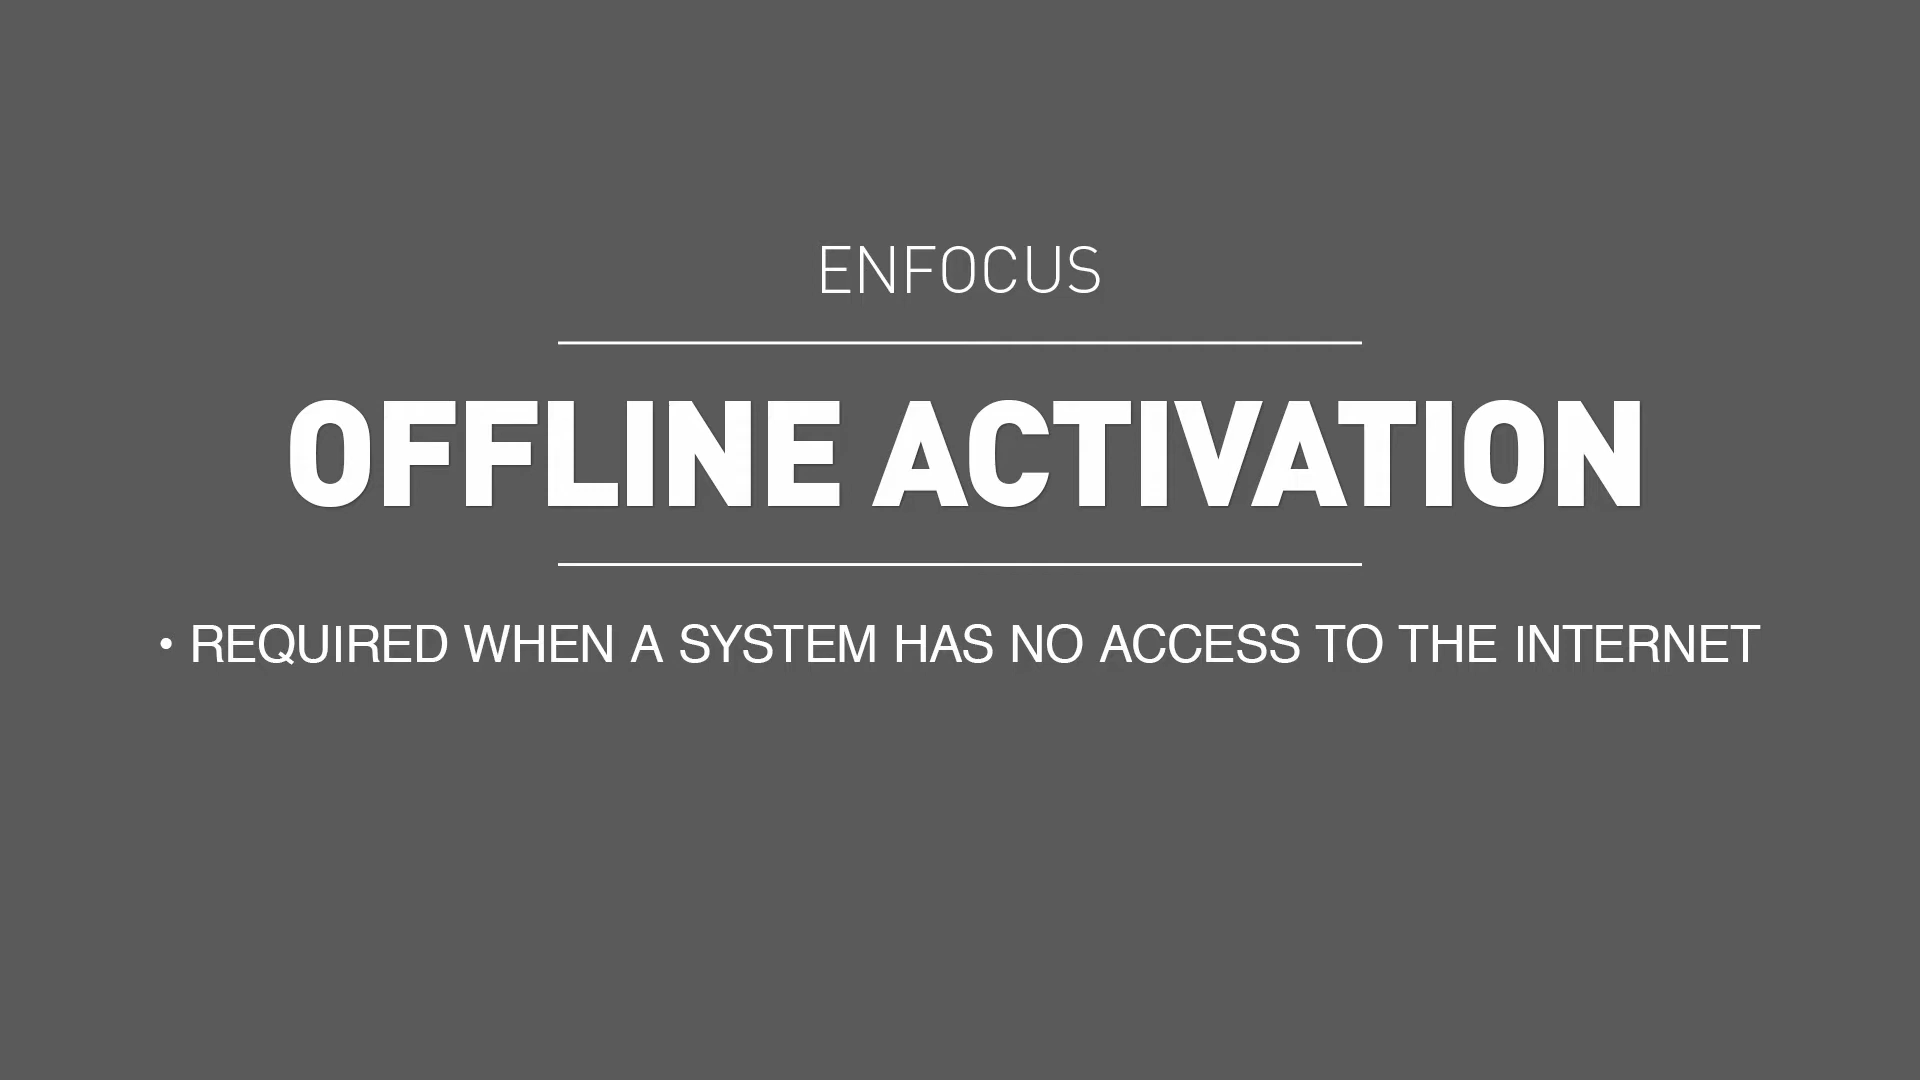 ENFOCUS
OFFLINE ACTIVATION
• REQUIRED WHEN A SYSTEM HAS NO ACCESS TO THE INTERNET